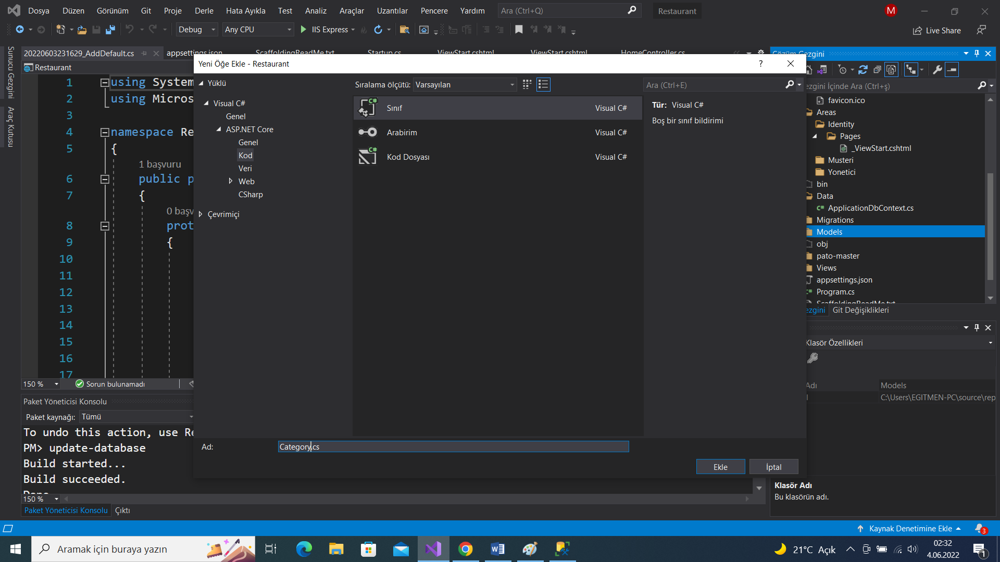 Dosya Düzen Görünüm Git Proje Derle Hata Ayıkla Test Analiz Araçlar Uzantılar Pencere Yardım Ara (Ctrl+Q) Restaurant M
Debug Any CPU IIS Express Live Share
Sunucu Gezgini
Araç Kutusu
20220603231629_AddDefault.cs appsettings.json ScaffoldingReadMe.txt Startup.cs ViewStart.cshtml ViewStart.cshtml HomeController.cs
Restaurant
1 using System
2 using Micros
3
4 namespace Re
5 {
1 başvuru
6 public p
7 {
0 başv
8 prot
9 {
10
11
12
13
14
15
16
17
150 % Sorun bulunamadı
Yeni Öğe Ekle - Restaurant ?
Yüklü
Visual C#
Genel
ASP.NET Core
Genel
Kod
Veri
Web
CSharp
Çevrimiçi
Sıralama ölçütü: Varsayılan
Sınıf Visual C#
Arabirim Visual C#
Kod Dosyası Visual C#
Ara (Ctrl+E)
Tür: Visual C#
Boş bir sınıf bildirimi
Ad: Category.cs
Ekle İptal
Çözüm Gezgini
ezgini İçinde Ara (Ctrl+ş)
favicon.ico
Areas
Identity
Pages
_ViewStart.cshtml
Musteri
Yonetici
bin
Data
C# ApplicationDbContext.cs
Migrations
Models
obj
pato-master
Views
appsettings.json
Program.cs
ScaffoldingReadMe.txt
ezgini Git Değişiklikleri
Klasör Özellikleri
Adı Models
C:\Users\EGITMEN-PC\source\rep
Klasör Adı
Bu klasörün adı.
Paket Yöneticisi Konsolu
Paket kaynağı: Tümü
To undo this action, use Re
PM> update-database
Build started...
Build succeeded.
Done
150 %
Paket Yöneticisi Konsolu Çıktı
Kaynak Denetimine Ekle 3
Aramak için buraya yazın
21°C Açık
02:32
4.06.2022
1